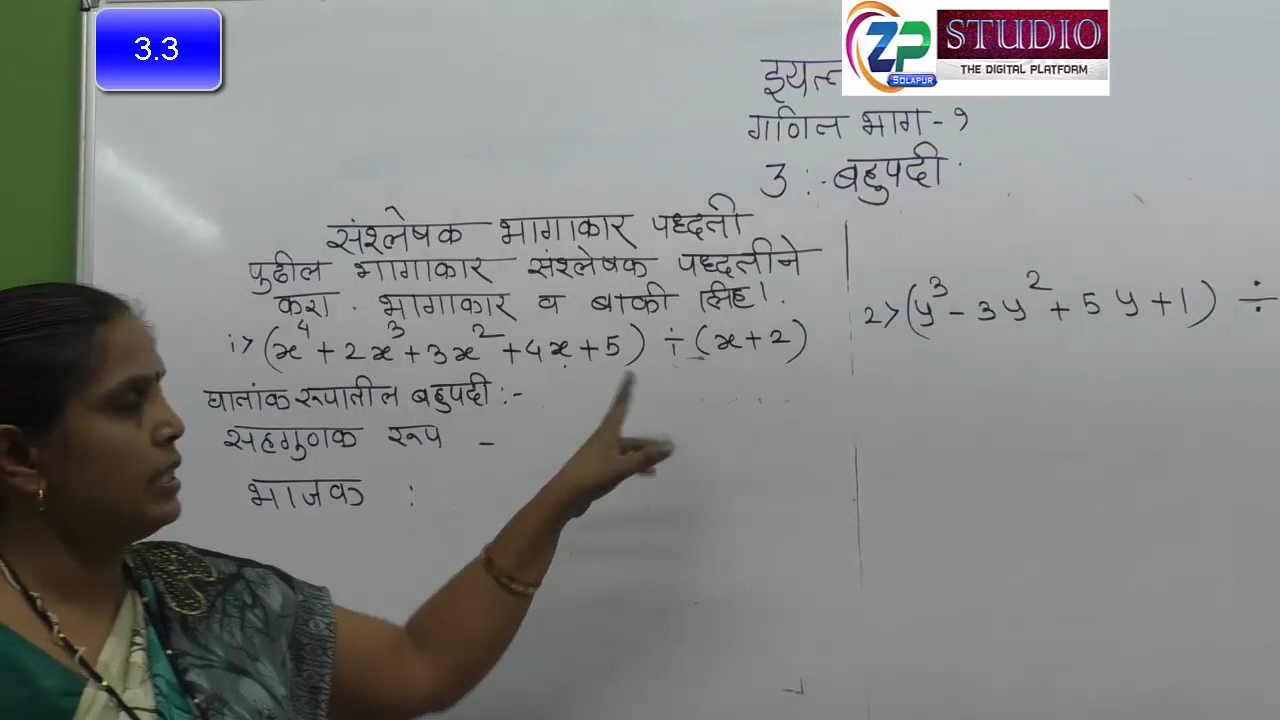 3.3
ZP SOLAPUR STUDIO
THE DIGITAL PLATFORM
गणित भाग - १
3 :- बहुपदी.
संश्लेषक भागाकार पध्दती
पुढील भागाकार संश्लेषक पध्दतीने
करा. भागाकार व बाकी लिहा.
i> (x⁴ + 2x³ + 3x² + 4x + 5) ÷ (x + 2)
घातांक रूपातील बहुपदी :-
सहगुणक रूप -
भाजक :
2> (y³ - 3y² + 5y + 1) ÷